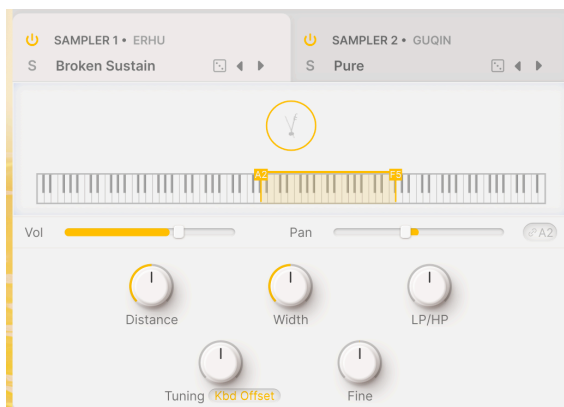 SAMPLER 1 • ERHU
S Broken Sustain
SAMPLER 2 • GUQIN
S Pure
A2 F5
Vol Pan A2
Distance Width LP/HP
Tuning Kbd Offset Fine